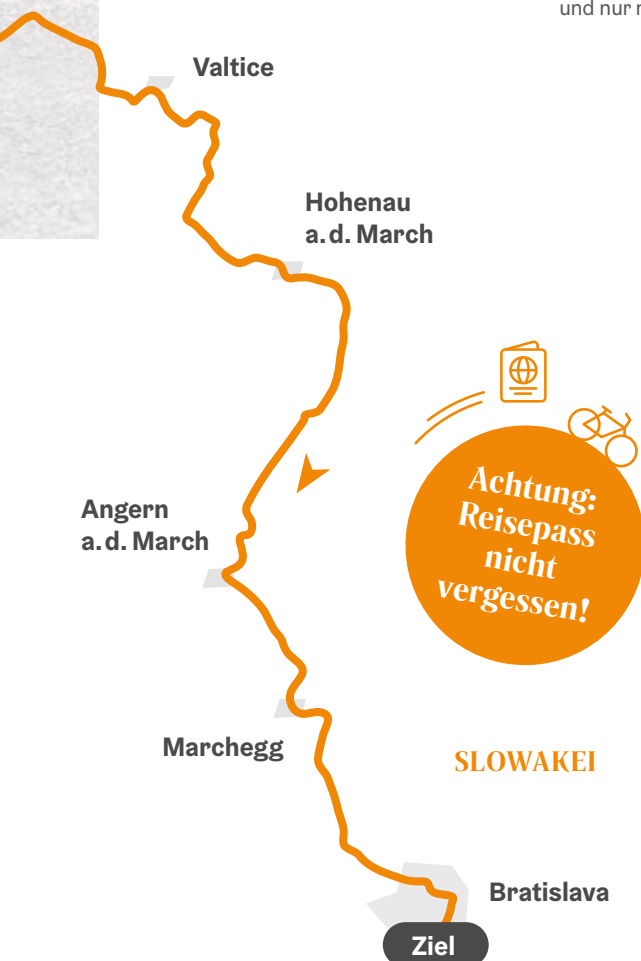 und nur
Valtice
Hohenau
a. d. March
Achtung:
Reisepass
nicht
vergessen!
Angern
a. d. March
Marchegg
SLOWAKEI
Bratislava
Ziel